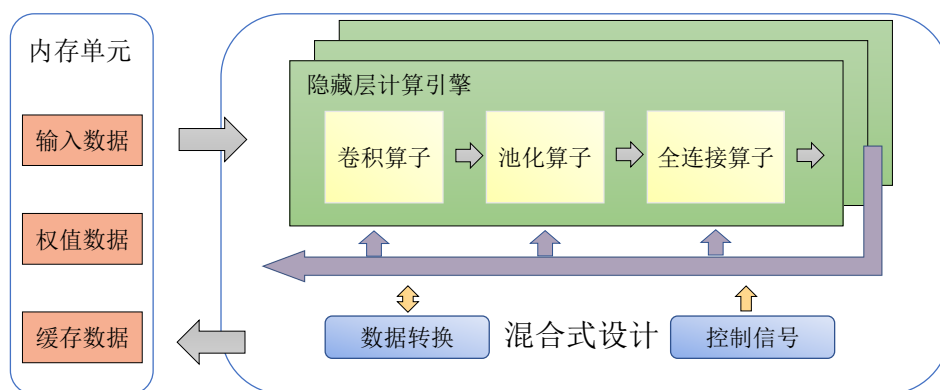 内存单元
输入数据
权值数据
缓存数据
隐藏层计算引擎
卷积算子
池化算子
全连接算子
数据转换
混合式设计
控制信号